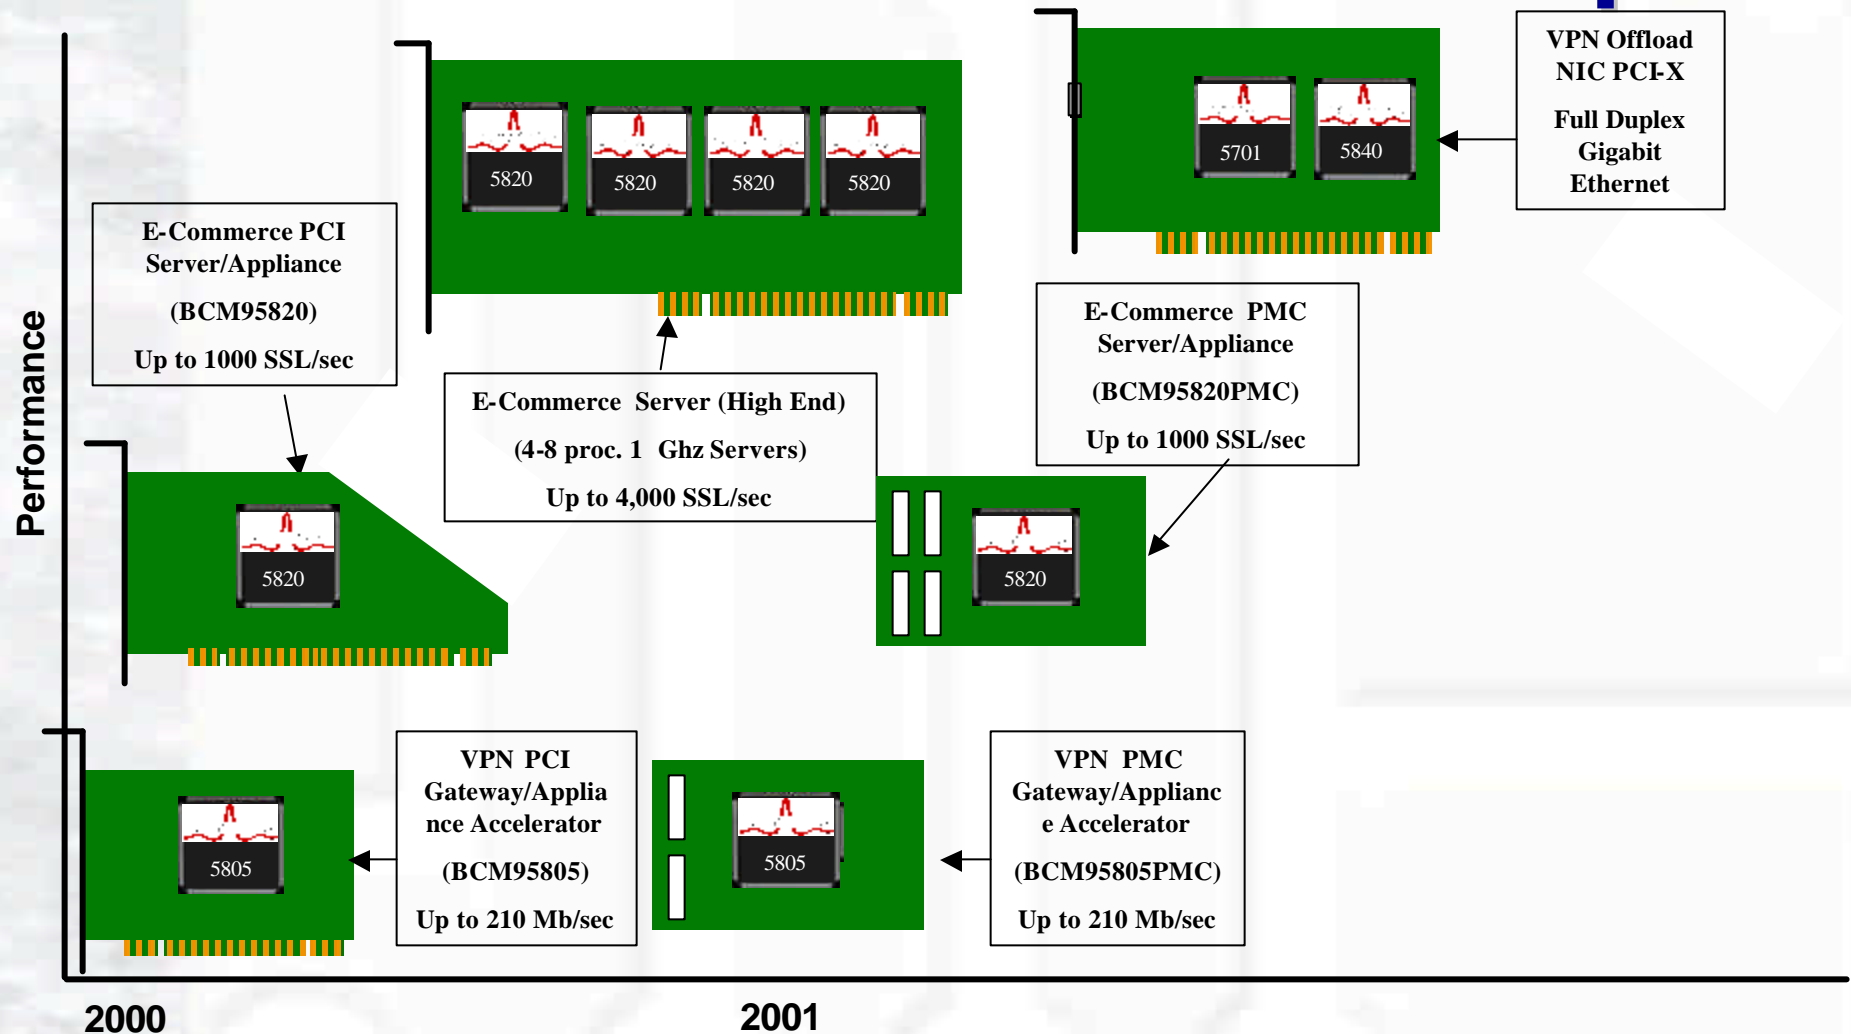 VPN Offload
NIC PCI-X
Full Duplex
Gigabit
Ethernet
5820
5820
5820
5820
5701
5840
E-Commerce PCI
Server/Appliance
(BCM95820)
Up to 1000 SSL/sec
E-Commerce Server (High End)
(4-8 proc. 1 Ghz Servers)
Up to 4,000 SSL/sec
E-Commerce PMC
Server/Appliance
(BCM95820PMC)
Up to 1000 SSL/sec
Performance
5820
5820
5805
VPN PCI
Gateway/Applia
nce Accelerator
(BCM95805)
Up to 210 Mb/sec
5805
VPN PMC
Gateway/Applianc
e Accelerator
(BCM95805PMC)
Up to 210 Mb/sec
2000
2001